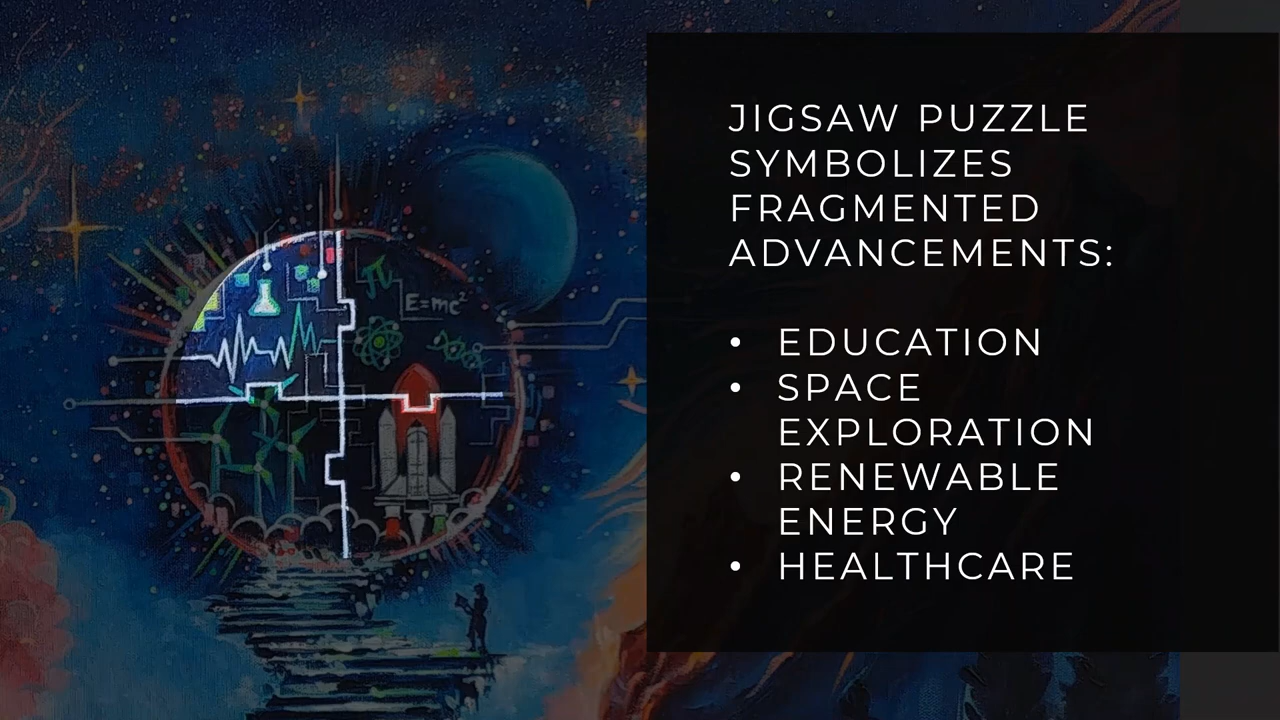 JIGSAW PUZZLE
SYMBOLIZES
FRAGMENTED
ADVANCEMENTS:
• EDUCATION
• SPACE
EXPLORATION
• RENEWABLE
ENERGY
• HEALTHCARE
π
E=mc²